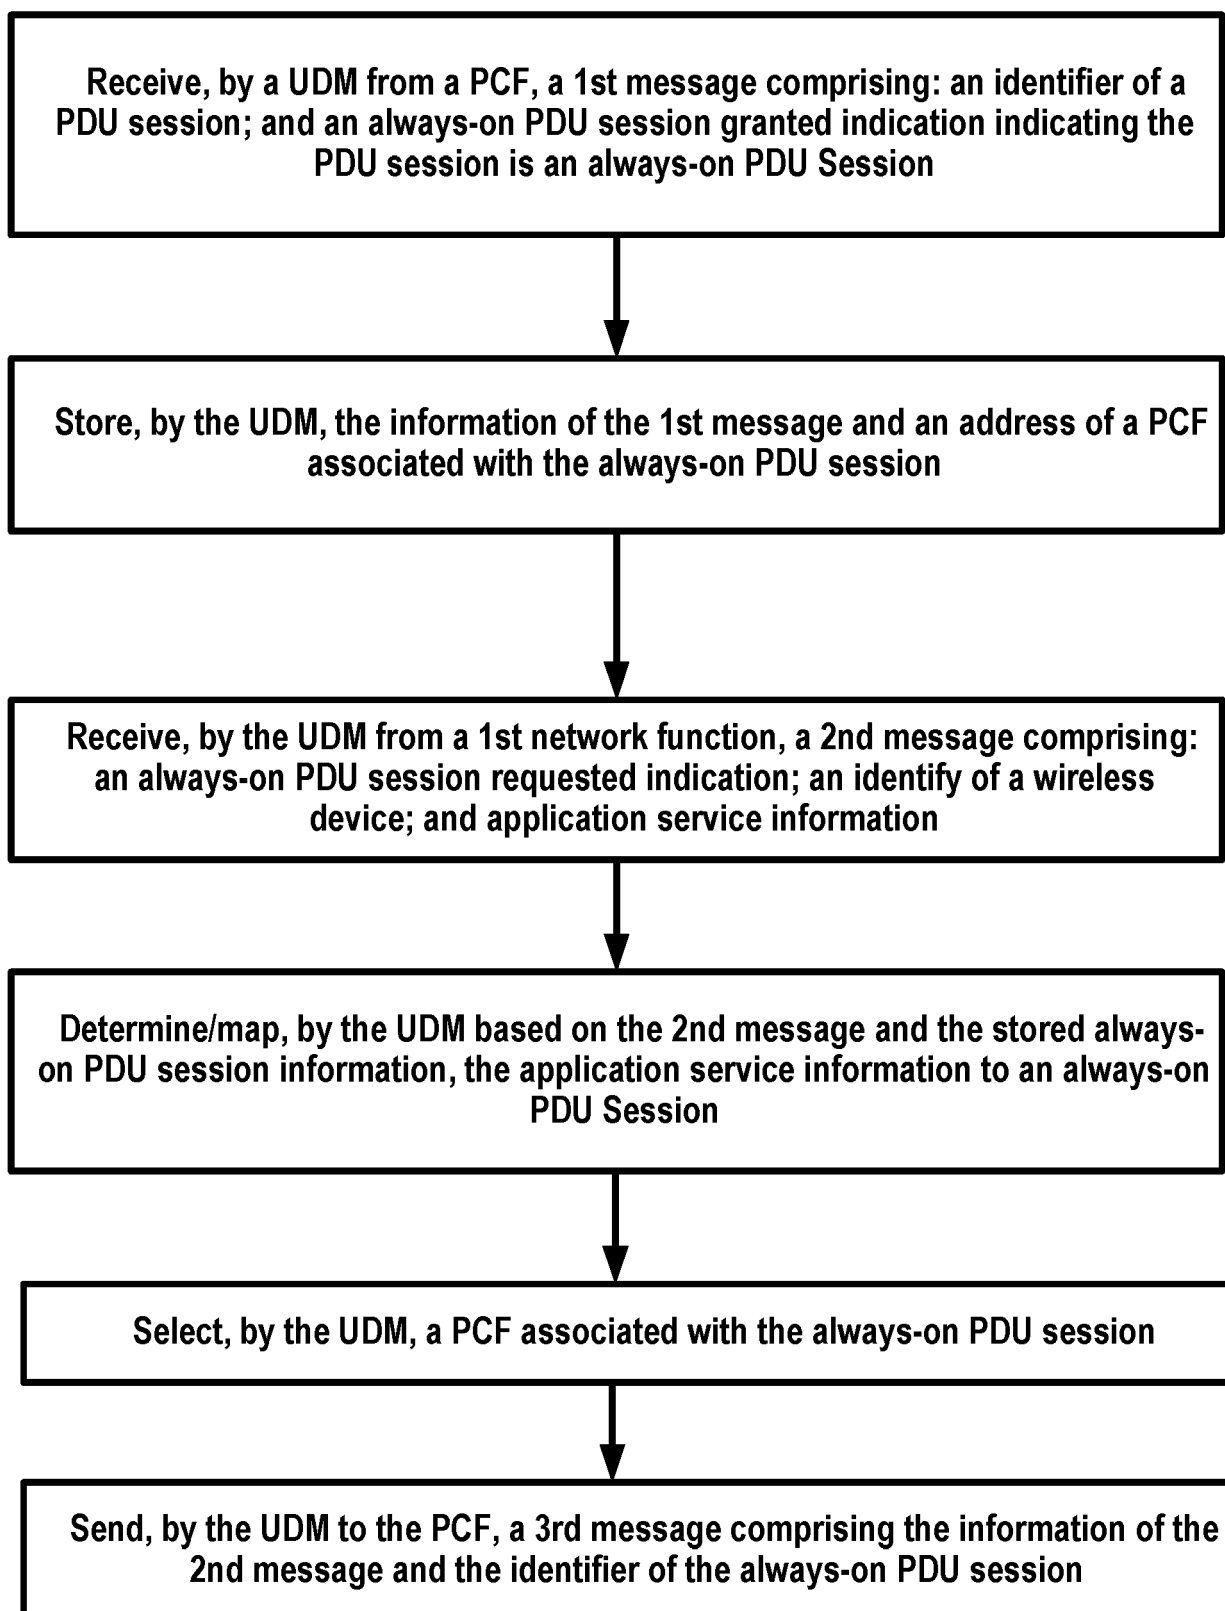 Receive, by a UDM from a PCF, a 1st message comprising: an identifier of a
PDU session; and an always-on PDU session granted indication indicating the
PDU session is an always-on PDU Session
Store, by the UDM, the information of the 1st message and an address of a PCF
associated with the always-on PDU session
Receive, by the UDM from a 1st network function, a 2nd message comprising:
an always-on PDU session requested indication; an identify of a wireless
device; and application service information
Determine/map, by the UDM based on the 2nd message and the stored always-
on PDU session information, the application service information to an always-on
PDU Session
Select, by the UDM, a PCF associated with the always-on PDU session
Send, by the UDM to the PCF, a 3rd message comprising the information of the
2nd message and the identifier of the always-on PDU session